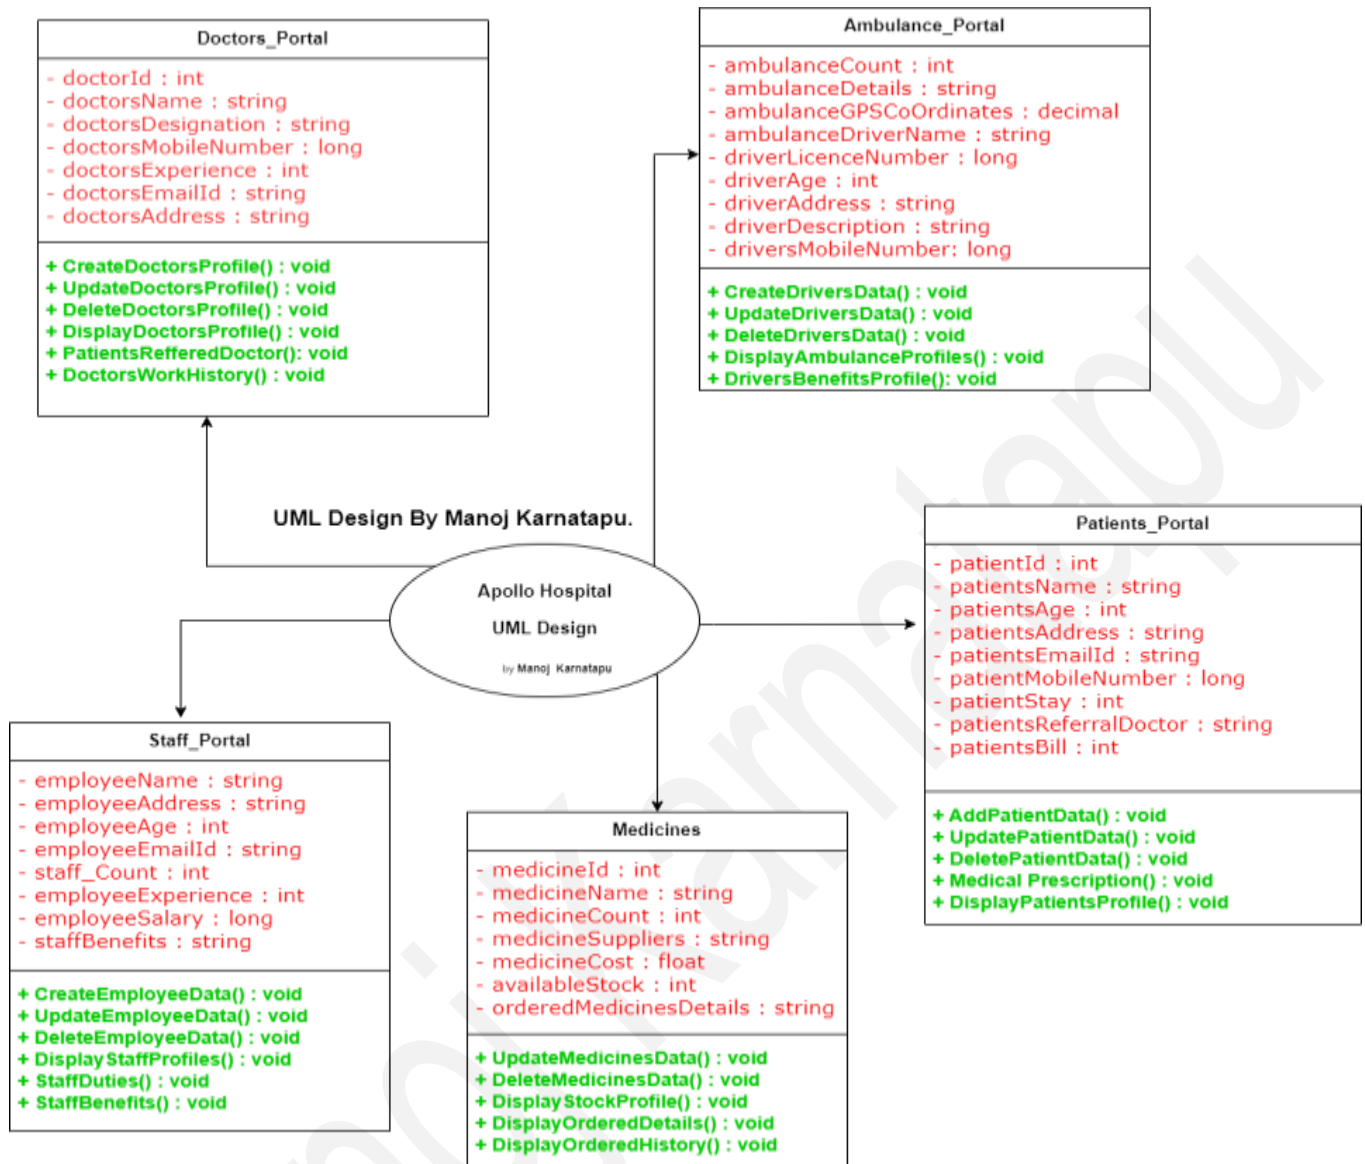 Doctors_Portal
- doctorId : int
- doctorsName : string
- doctorsDesignation : string
- doctorsMobileNumber : long
- doctorsExperience : int
- doctorsEmailId : string
- doctorsAddress : string
+ CreateDoctorsProfile() : void
+ UpdateDoctorsProfile() : void
+ DeleteDoctorsProfile() : void
+ DisplayDoctorsProfile() : void
+ PatientsRefferedDoctor(): void
+ DoctorsWorkHistory() : void
Ambulance_Portal
- ambulanceCount : int
- ambulanceDetails : string
- ambulanceGPSCoOrdinates : decimal
- ambulanceDriverName : string
- driverLicenceNumber : long
- driverAge : int
- driverAddress : string
- driverDescription : string
- driversMobileNumber: long
+ CreateDriversData() : void
+ UpdateDriversData() : void
+ DeleteDriversData() : void
+ DisplayAmbulanceProfiles() : void
+ DriversBenefitsProfile(): void
UML Design By Manoj Karnatapu.
Apollo Hospital
UML Design
by Manoj Karnatapu
Patients_Portal
- patientId : int
- patientsName : string
- patientsAge : int
- patientsAddress : string
- patientsEmailId : string
- patientMobileNumber : long
- patientStay : int
- patientsReferralDoctor : string
- patientsBill : int
+ AddPatientData() : void
+ UpdatePatientData() : void
+ DeletePatientData() : void
+ Medical Prescription() : void
+ DisplayPatientsProfile() : void
Staff_Portal
- employeeName : string
- employeeAddress : string
- employeeAge : int
- employeeEmailId : string
- staff_Count : int
- employeeExperience : int
- employeeSalary : long
- staffBenefits : string
+ CreateEmployeeData() : void
+ UpdateEmployeeData() : void
+ DeleteEmployeeData() : void
+ DisplayStaffProfiles() : void
+ StaffDuties() : void
+ StaffBenefits() : void
Medicines
- medicineId : int
- medicineName : string
- medicineCount : int
- medicineSuppliers : string
- medicineCost : float
- availableStock : int
- orderedMedicinesDetails : string
+ UpdateMedicinesData() : void
+ DeleteMedicinesData() : void
+ DisplayStockProfile() : void
+ DisplayOrderedDetails() : void
+ DisplayOrderedHistory() : void
noj Karnatapu